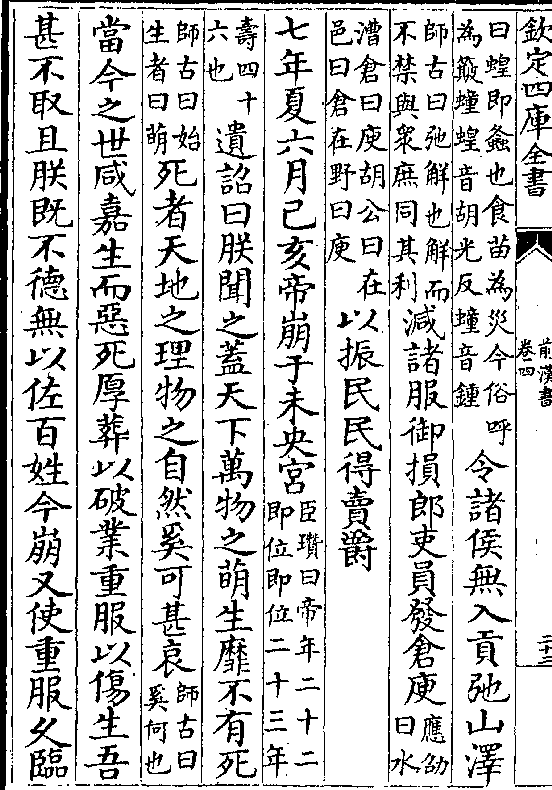 欽定四庫全書
前漢書
卷四
二十三
曰蝗即螽也食苗為災今俗呼
為簸蝩蝗音胡光反蝩音鍾
令諸侯無入貢弛山澤
師古曰弛解也解而
不禁與衆庶同其利
減諸服御損郎吏員發倉庾
應劭
曰水
漕倉曰庾胡公曰在
邑曰倉在野曰庾
以振民民得賣爵
七年夏六月己亥帝崩于未央宮
臣瓚曰帝年二十二
即位即位二十三年
壽四十
六也
遺詔曰朕聞之蓋天下萬物之萌生靡不有死
師古曰始
生者曰萌
死者天地之理物之自然奚可甚哀
師古曰
奚何也
當今之世咸嘉生而惡死厚葬以破業重服以傷生吾
甚不取且朕既不德無以佐百姓今崩又使重服久臨